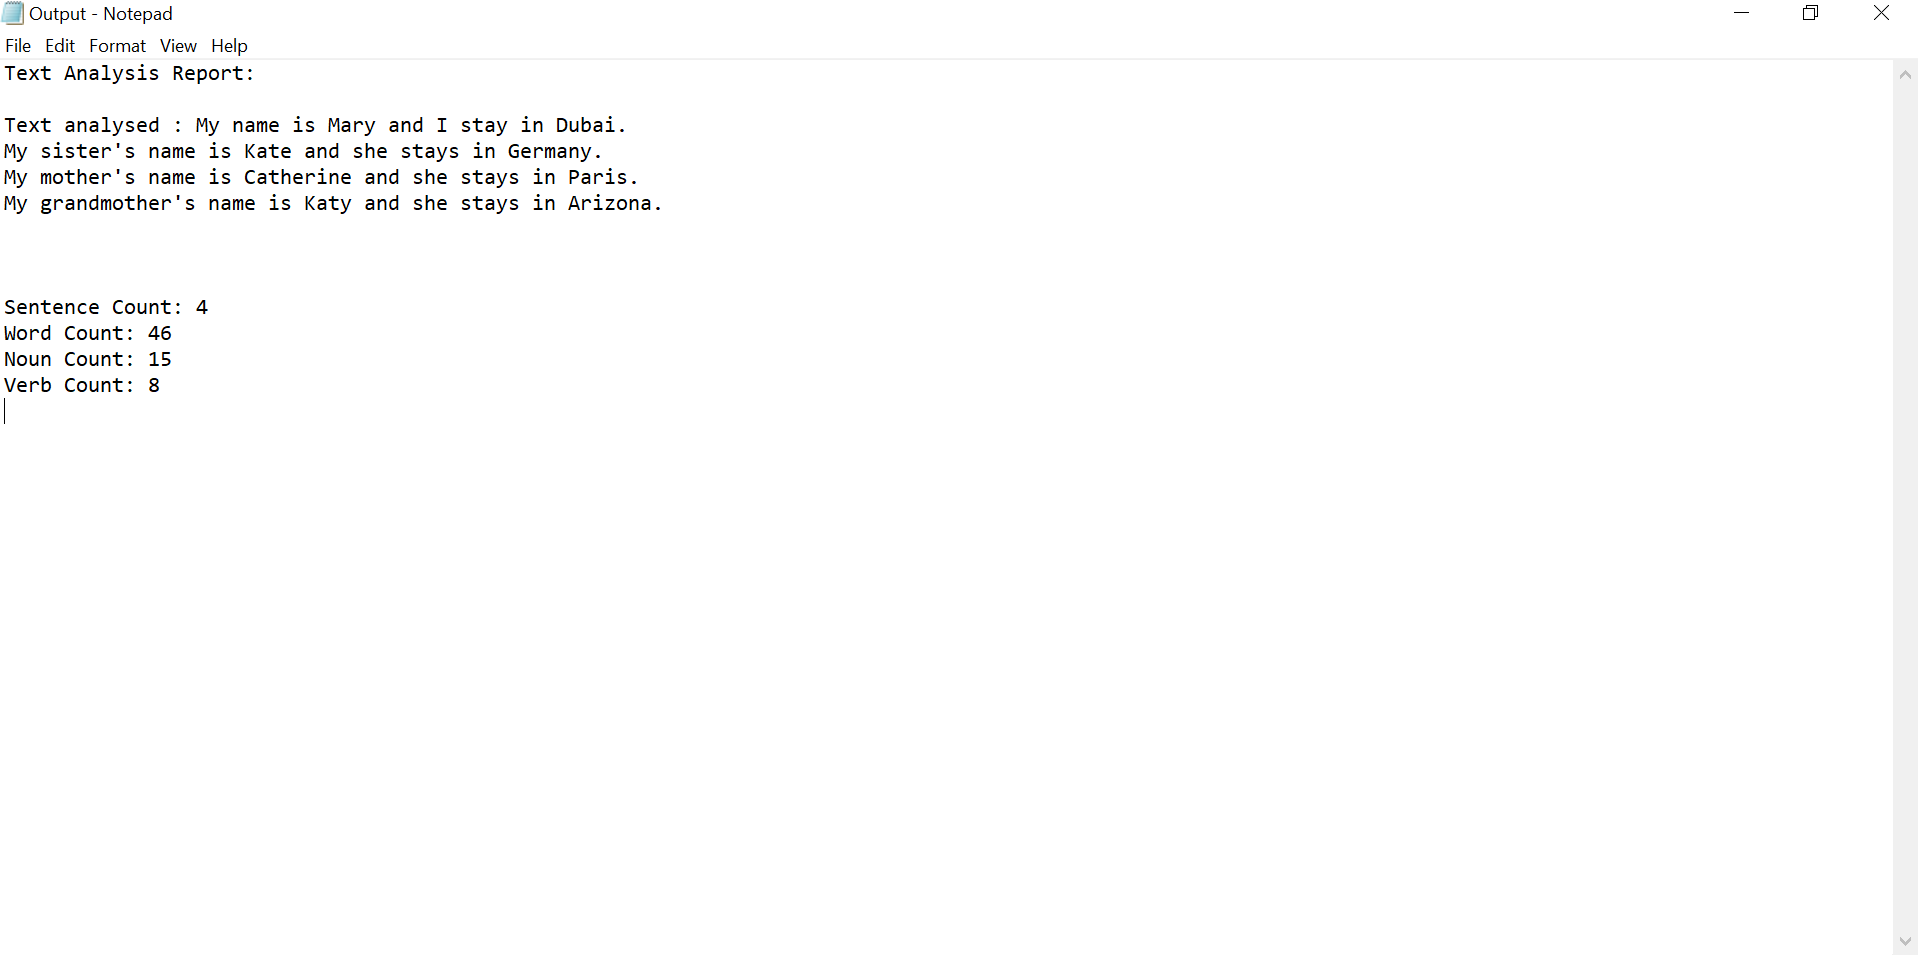 Output - Notepad
File Edit Format View Help
Text Analysis Report:
Text analysed : My name is Mary and I stay in Dubai.
My sister's name is Kate and she stays in Germany.
My mother's name is Catherine and she stays in Paris.
My grandmother's name is Katy and she stays in Arizona.
Sentence Count: 4
Word Count: 46
Noun Count: 15
Verb Count: 8